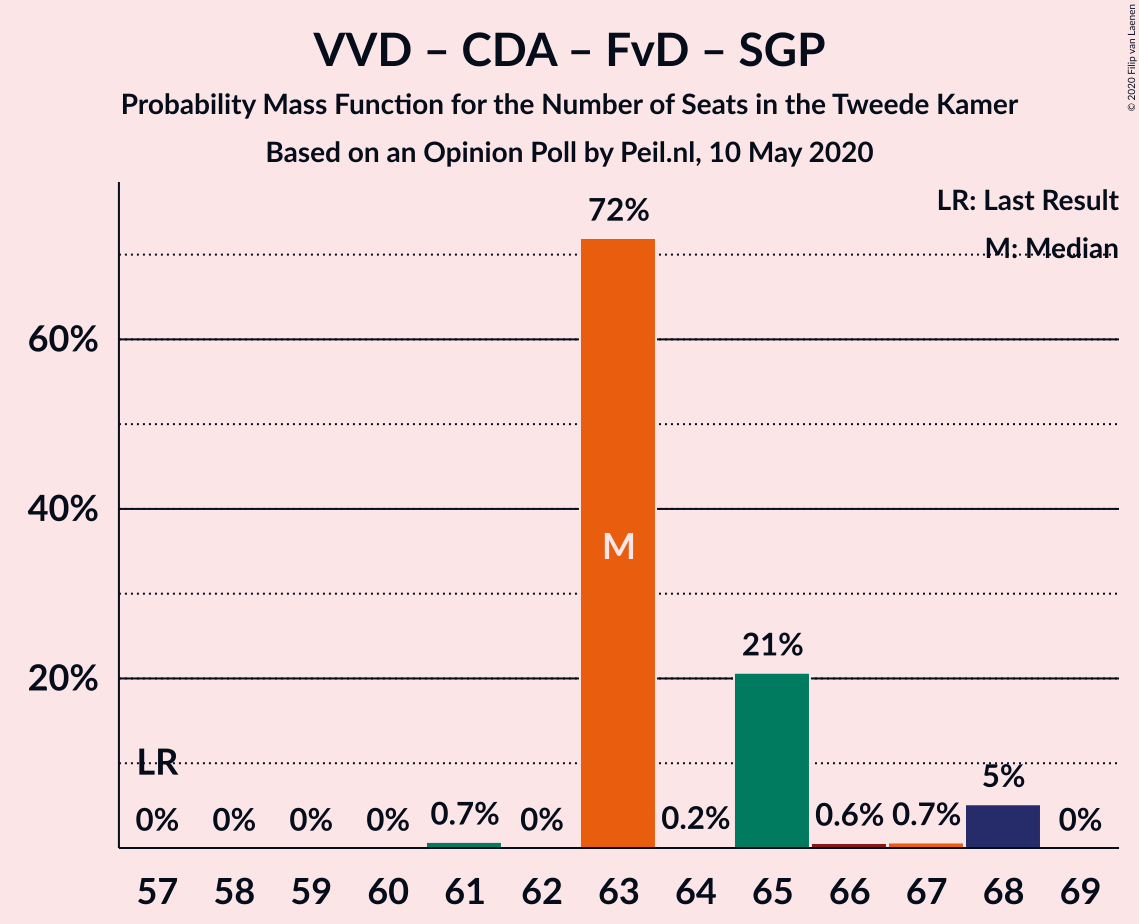 VVD – CDA – FvD – SGP
Probability Mass Function for the Number of Seats in the Tweede Kamer
Based on an Opinion Poll by Peil.nl, 10 May 2020
© 2020 Filip van Laenen
LR: Last Result
M: Median
72%
60%
40%
M
21%
20%
LR
5%
0% 0% 0% 0% 0.7% 0% 0.2% 0.6% 0.7% 0%
57 58 59 60 61 62 63 64 65 66 67 68 69